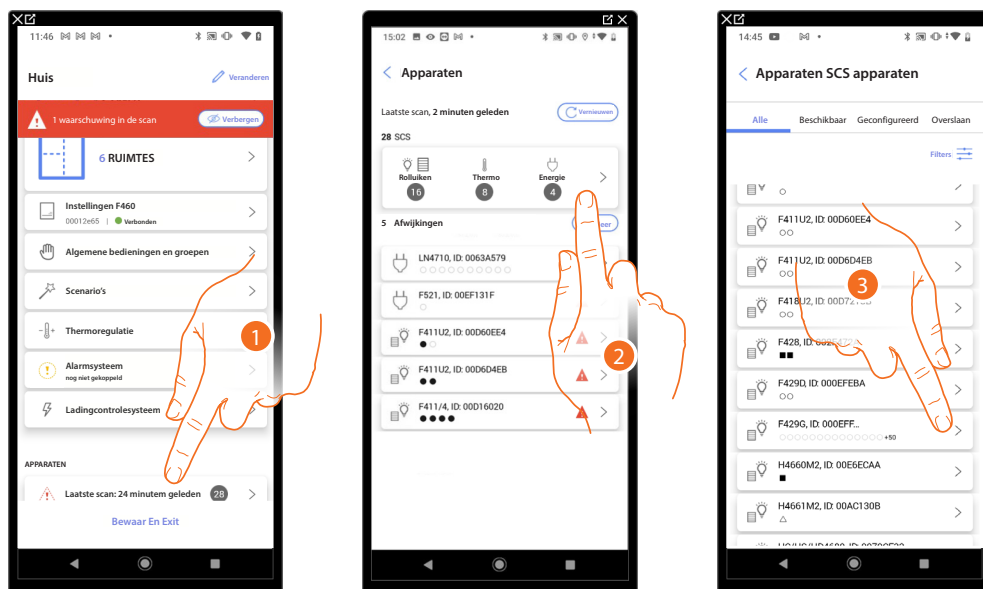 11:46
Huis
Veranderen
1 waarschuwing in de scan
Verbergen
6 RUIMTES
Instellingen F460
00012e65 | Verbonden
Algemene bedieningen en groepen
Scenario's
Thermoregulatie
1
Alarmsysteem
nog niet gekoppeld
Ladingcontrolesysteem
APPARATEN
Laatste scan: 24 minutem geleden 28
Bewaar En Exit
15:02
Apparaten
Laatste scan, 2 minuten geleden
Vernieuwen
28 SCS
Rolluiken Thermo Energie
16 8 4
5 Afwijkingen
LN4710, ID: 0063A579
F521, ID: 00EF131F
F411U2, ID: 00D60EE4
2
F411U2, ID: 00D6D4EB
F411/4, ID: 00D16020
14:45
Apparaten SCS apparaten
Alle Beschikbaar Geconfigureerd Overslaan
Filters
F411U2, ID: 00D60EE4
F411U2, ID: 00D6D4EB
3
F418U2, ID: 00D72
F428, ID:
F429D, ID: 000EFEBA
F429G, ID: 000EFF...
+50
H4660M2, ID: 00E6ECAA
H4661M2, ID: 00AC130B